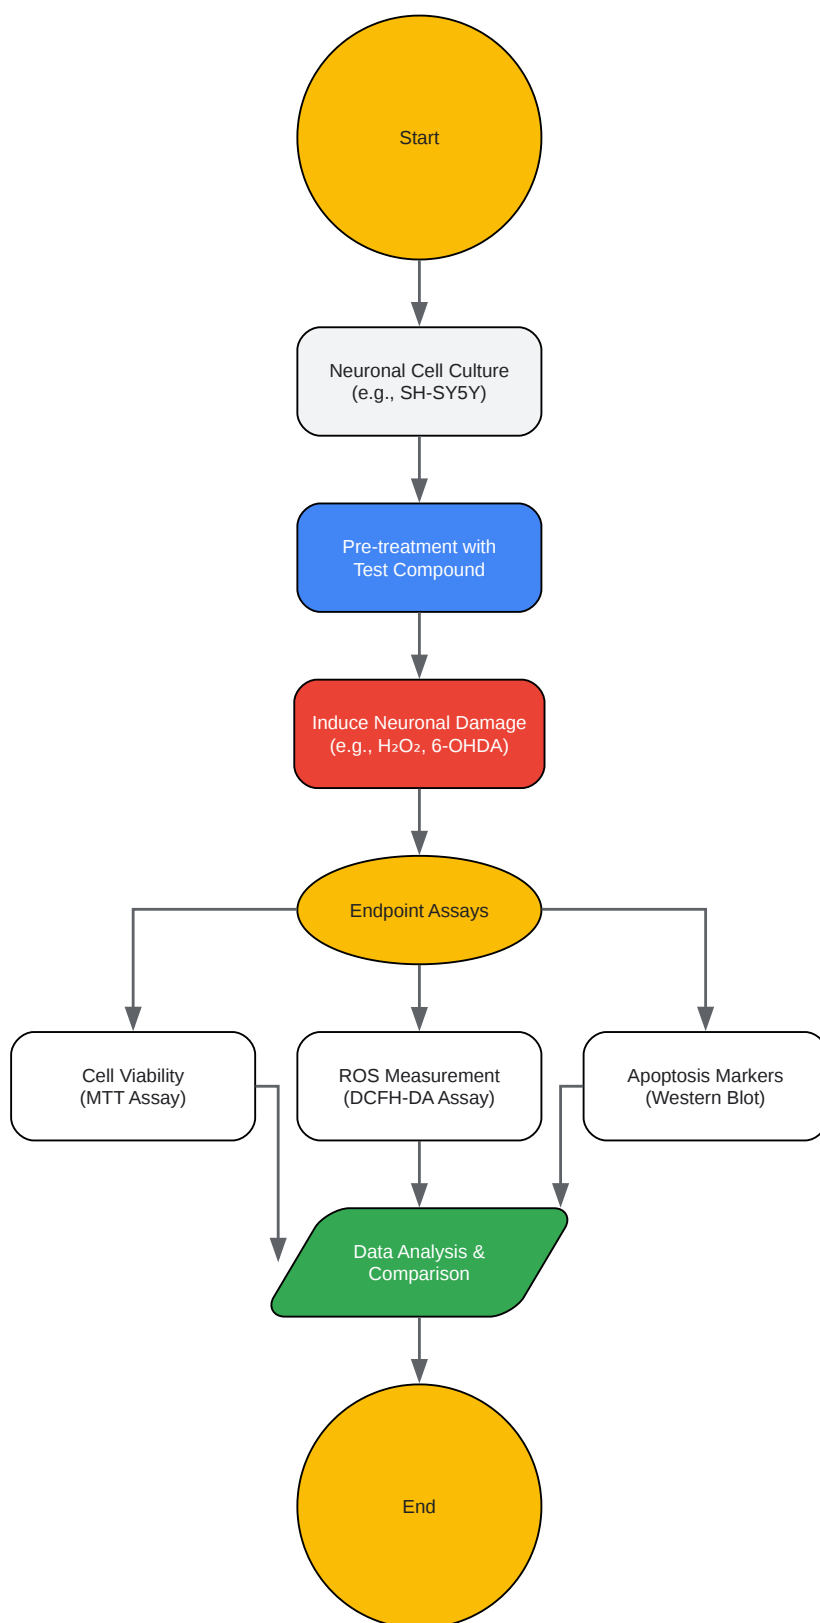 Start
Neuronal Cell Culture
(e.g., SH-SY5Y)
Pre-treatment with
Test Compound
Induce Neuronal Damage
(e.g., H₂O₂, 6-OHDA)
Endpoint Assays
Cell Viability
(MTT Assay)
ROS Measurement
(DCFH-DA Assay)
Apoptosis Markers
(Western Blot)
Data Analysis &
Comparison
End